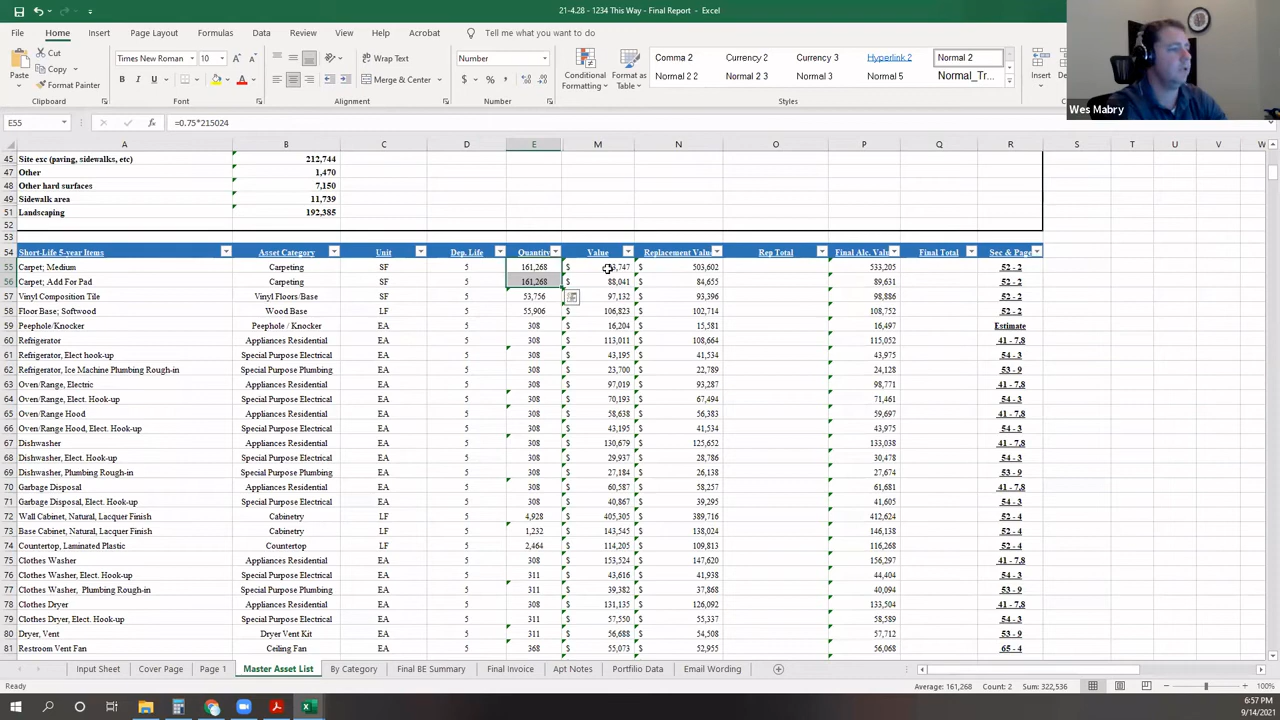 21-4.28 - 1234 This Way - Final Report - Excel
File Home Insert Page Layout Formulas Data Review View Help Acrobat Tell me what you want to do
Cut
Copy
Format Painter
Paste
Clipboard
Times New Roman 10
Font
Wrap Text
Merge & Center
Alignment
Number
Number
Conditional Formatting
Format as Table
Comma 2 Currency 2 Currency 3 Hyperlink 2 Normal 2
Normal 2 2 Normal 2 3 Normal 3 Normal 5 Normal_Tr...
Styles
Insert
Wes Mabry
E55 =0.75*215024
A B C D E M N O P Q R S T U V W
45 Site exc (paving, sidewalks, etc) 212,744
47 Other 1,470
48 Other hard surfaces 7,150
49 Sidewalk area 11,739
51 Landscaping 192,385
52
53
54 Short-Life 5-year Items Asset Category Unit Dep. Life Quantity Value Replacement Value Rep Total Final Alc. Valu Final Total Sec & Page
55 Carpet; Medium Carpeting SF 5 161,268 $ 3,747 $ 503,602 533,205 52 - 2
56 Carpet; Add For Pad Carpeting SF 5 161,268 $ 88,041 $ 84,655 89,631 52 - 2
57 Vinyl Composition Tile Vinyl Floors/Base SF 5 53,756 97,132 $ 93,396 98,886 52 - 2
58 Floor Base; Softwood Wood Base LF 5 55,906 $ 106,823 $ 102,714 108,752 52 - 2
59 Peephole/Knocker Peephole / Knocker EA 5 308 $ 16,204 $ 15,581 16,497 Estimate
60 Refrigerator Appliances Residential EA 5 308 $ 113,011 $ 108,664 115,052 41 - 7,8
61 Refrigerator, Elect hook-up Special Purpose Electrical EA 5 308 $ 43,195 $ 41,534 43,975 54 - 3
62 Refrigerator, Ice Machine Plumbing Rough-in Special Purpose Plumbing EA 5 308 $ 23,700 $ 22,789 24,128 53 - 9
63 Oven/Range, Electric Appliances Residential EA 5 308 $ 97,019 $ 93,287 98,771 41 - 7,8
64 Oven/Range, Elect. Hook-up Special Purpose Electrical EA 5 308 $ 70,193 $ 67,494 71,461 54 - 3
65 Oven/Range Hood Appliances Residential EA 5 308 $ 58,638 $ 56,383 59,697 41 - 7,8
66 Oven/Range Hood, Elect. Hook-up Special Purpose Electrical EA 5 308 $ 43,195 $ 41,534 43,975 54 - 3
67 Dishwasher Appliances Residential EA 5 308 $ 130,679 $ 125,652 133,038 41 - 7,8
68 Dishwasher, Elect. Hook-up Special Purpose Electrical EA 5 308 $ 29,937 $ 28,786 30,478 54 - 3
69 Dishwasher, Plumbing Rough-in Special Purpose Plumbing EA 5 308 $ 27,184 $ 26,138 27,674 53 - 9
70 Garbage Disposal Appliances Residential EA 5 308 $ 60,587 $ 58,257 61,681 41 - 7,8
71 Garbage Disposal, Elect. Hook-up Special Purpose Electrical EA 5 308 $ 40,867 $ 39,295 41,605 54 - 3
72 Wall Cabinet, Natural, Lacquer Finish Cabinetry LF 5 4,928 $ 405,305 $ 389,716 412,624 52 - 4
73 Base Cabinet, Natural, Lacquer Finish Cabinetry LF 5 1,232 $ 143,545 $ 138,024 146,138 52 - 4
74 Countertop, Laminated Plastic Countertop LF 5 2,464 $ 114,205 $ 109,813 116,268 52 - 4
75 Clothes Washer Appliances Residential EA 5 308 $ 153,524 $ 147,620 156,297 41 - 7,8
76 Clothes Washer, Elect. Hook-up Special Purpose Electrical EA 5 311 $ 43,616 $ 41,938 44,404 54 - 3
77 Clothes Washer, Plumbing Rough-in Special Purpose Plumbing EA 5 311 $ 39,382 $ 37,868 40,094 53 - 9
78 Clothes Dryer Appliances Residential EA 5 308 $ 131,135 $ 126,092 133,504 41 - 7,8
79 Clothes Dryer, Elect. Hook-up Special Purpose Electrical EA 5 311 $ 57,550 $ 55,337 58,589 54 - 3
80 Dryer, Vent Dryer Vent Kit EA 5 311 $ 56,688 $ 54,508 57,712 53 - 9
81 Restroom Vent Fan Ceiling Fan EA 5 368 $ 55,073 $ 52,955 56,068 65 - 4
Input Sheet Cover Page Page 1 Master Asset List By Category Final BE Summary Final Invoice Apt Notes Portfolio Data Email Wording
Ready Average: 161,268 Count: 2 Sum: 322,536 100%
6:57 PM
9/14/2021